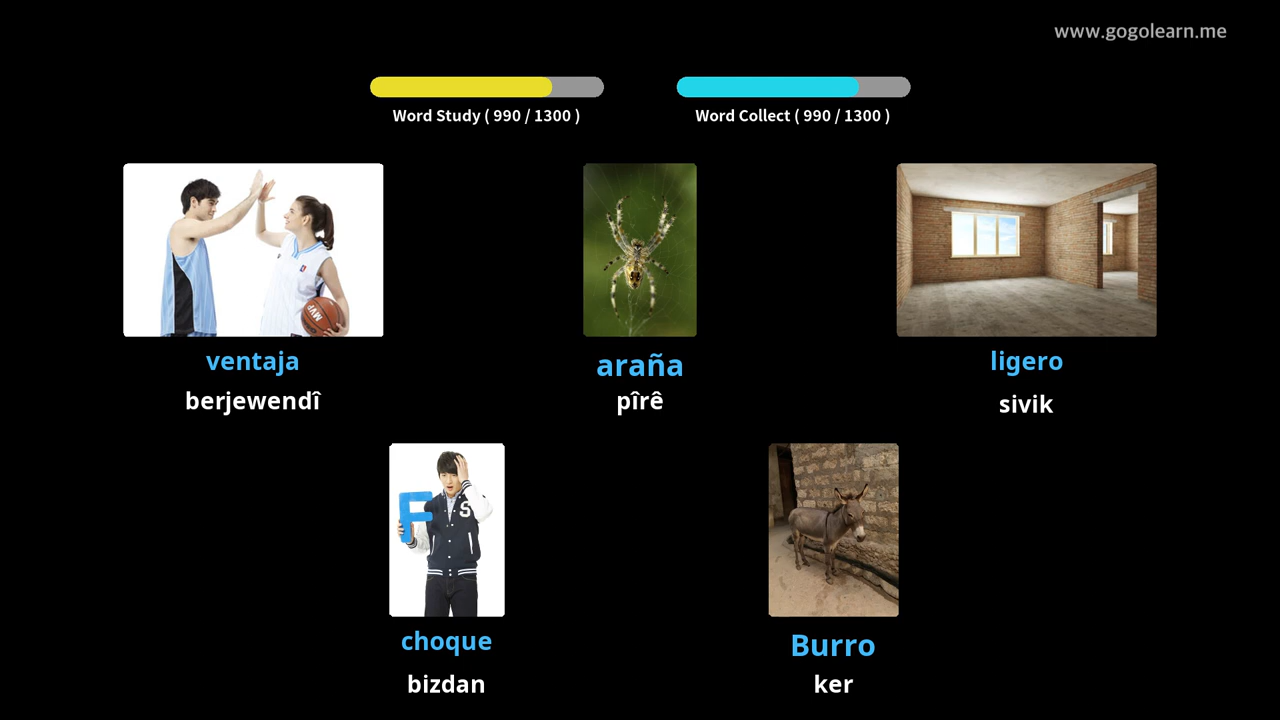 www.gogolearn.me
Word Study ( 990 / 1300 )
Word Collect ( 990 / 1300 )
MVP
ventaja
araña
ligero
berjewendî
pîrê
sivik
F
S
choque
Burro
bizdan
ker